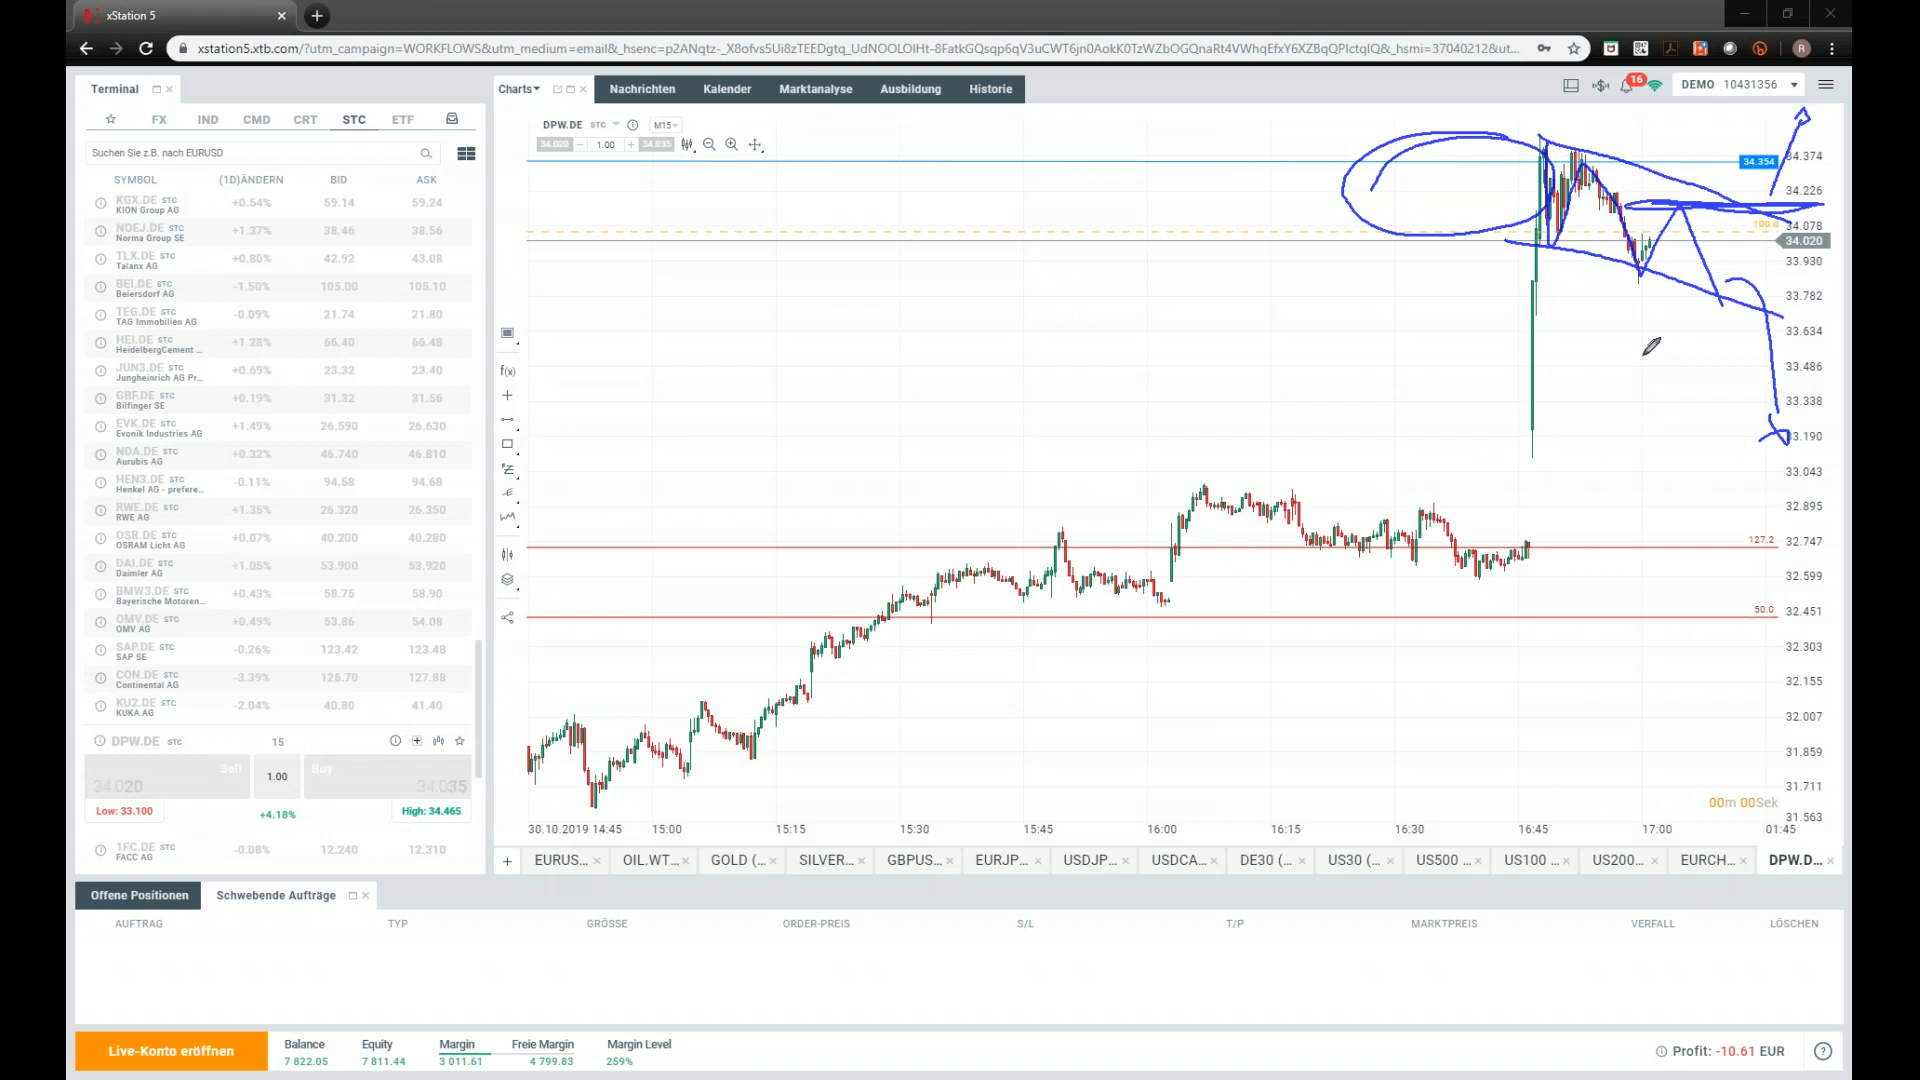 xStation 5
xstation5.xtb.com/?utm_campaign=WORKFLOWS&utm_medium=email&_hsenc=p2ANqtz-_X8ofvs5Ui8zTEEDgtq_UdNOOLOIHt-8FatkGQsqp6qV3uCWT6jn0AokK0TzWZbOGQnaRt4VWhqEfxY6XZBqQPIctqIQ&_hsmi=37040212&ut...
Terminal
FX IND CMD CRT STC ETF
Suchen Sie z.B. nach EURUSD
SYMBOL (1D)ÄNDERN BID ASK
KGX.DE STC +0.54% 59.14 59.24
KION Group AG
NOEJ.DE STC +1.37% 38.46 38.56
Norma Group SE
TLX.DE STC +0.80% 42.92 43.08
Talanx AG
BEI.DE STC -1.50% 105.00 105.10
Beiersdorf AG
TEG.DE STC -0.09% 21.74 21.80
TAG Immobilien AG
HEI.DE STC +1.28% 66.40 66.48
HeidelbergCement ...
JUN3.DE STC +0.69% 23.32 23.40
Jungheinrich AG Pr...
GBF.DE STC +0.19% 31.32 31.56
Bilfinger SE
EVK.DE STC +1.49% 26.590 26.630
Evonik Industries AG
NDA.DE STC +0.32% 46.740 46.810
Aurubis AG
HEN3.DE STC -0.11% 94.58 94.68
Henkel AG - prefere...
RWE.DE STC +1.35% 26.320 26.350
RWE AG
OSR.DE STC +0.07% 40.200 40.280
OSRAM Licht AG
DAI.DE STC +1.05% 53.900 53.920
Daimler AG
BMW3.DE STC +0.43% 58.75 58.90
Bayerische Motoren...
OMV.DE STC +0.49% 53.86 54.08
OMV AG
SAP.DE STC -0.26% 123.42 123.48
SAP SE
CON.DE STC -3.39% 126.70 127.88
Continental AG
KU2.DE STC -2.04% 40.80 41.40
KUKA AG
DPW.DE STC 15
Sell 1.00 Buy
34.020 34.035
Low: 33.100 +4.18% High: 34.465
1FC.DE STC -0.08% 12.240 12.310
FACC AG
Charts Nachrichten Kalender Marktanalyse Ausbildung Historie
16
DEMO 10431356
DPW.DE STC M15
34.020 1.00 34.035
f(x)
34.354
34.374
34.226
34.078
100.0
34.020
33.930
33.782
33.634
33.486
33.338
33.190
33.043
32.895
32.747
127.2
32.599
32.451
50.0
32.303
32.155
32.007
31.859
31.711
31.563
00m 00Sek
30.10.2019 14:45 15:00 15:15 15:30 15:45 16:00 16:15 16:30 16:45 17:00 01:45
EURUS... OIL.WT... GOLD (... SILVER... GBPUS... EURJP... USDJP... USDCA... DE30 (... US30 (... US500 ... US100 ... US200... EURCH... DPW.D...
Offene Positionen Schwebende Aufträge
AUFTRAG TYP GRÖSSE ORDER-PREIS S/L T/P MARKTPREIS VERFALL LÖSCHEN
Live-Konto eröffnen
Balance Equity Margin Freie Margin Margin Level
7 822.05 7 811.44 3 011.61 4 799.83 259%
Profit: -10.61 EUR